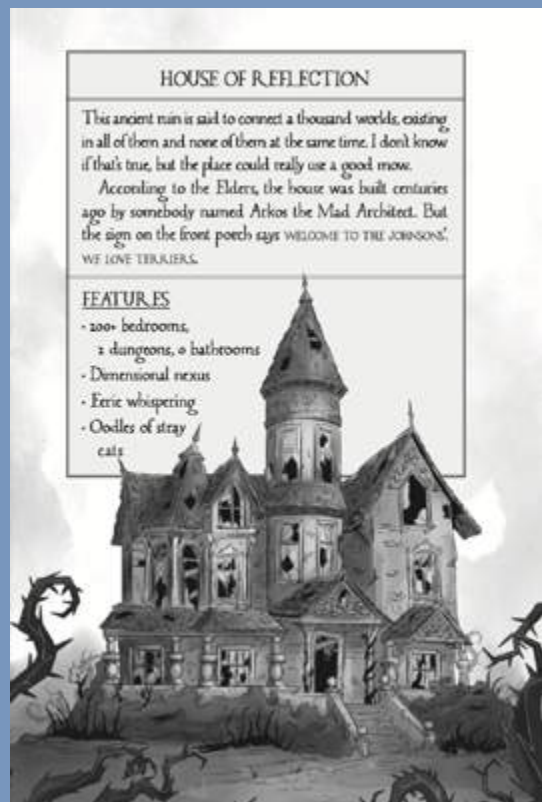 HOUSE OF REFLECTION
This ancient ruin is said to connect a thousand worlds, existing
in all of them and none of them at the same time. I don't know
if that's true, but the place could really use a good mow.
According to the Elders, the house was built centuries
ago by somebody named Arkos the Mad Architect. But
the sign on the front porch says WELCOME TO THE JOHNSONS'.
WE LOVE TERRIERS.
FEATURES
• 200+ bedrooms,
2 dungeons, 0 bathrooms
• Dimensional nexus
• Eerie whispering
• Oodles of stray
cats